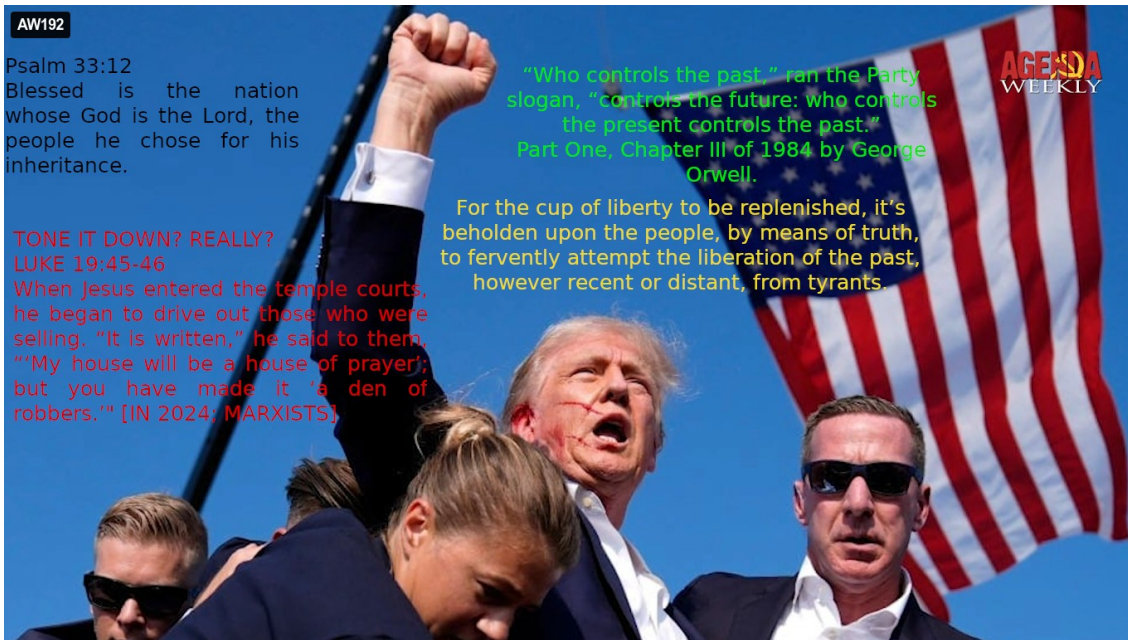 AW192
Psalm 33:12
Blessed is the nation
whose God is the Lord, the
people he chose for his
inheritance.
“Who controls the past,” ran the Party
slogan, “controls the future: who controls
the present controls the past.”
Part One, Chapter III of 1984 by George
Orwell.
AGENDA
WEEKLY
For the cup of liberty to be replenished, it’s
beholden upon the people, by means of truth,
to fervently attempt the liberation of the past,
however recent or distant, from tyrants.
TONE IT DOWN? REALLY?
LUKE 19:45-46
When Jesus entered the temple courts,
he began to drive out those who were
selling. “It is written,” he said to them,
“‘My house will be a house of prayer’;
but you have made it ‘a den of
robbers.’" [IN 2024; MARXISTS]